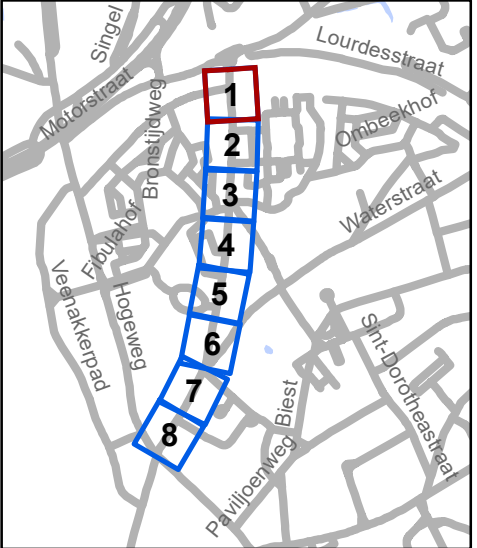 Singel
Lourdesstraat
Motorstraat
Bronstijdweg
1
Ombeekhof
2
3
Waterstraat
4
Fibulahof
5
Veenakkerpad
Hogeweg
6
Sint-Dorotheastraat
7
Biest
8
Paviljoenweg